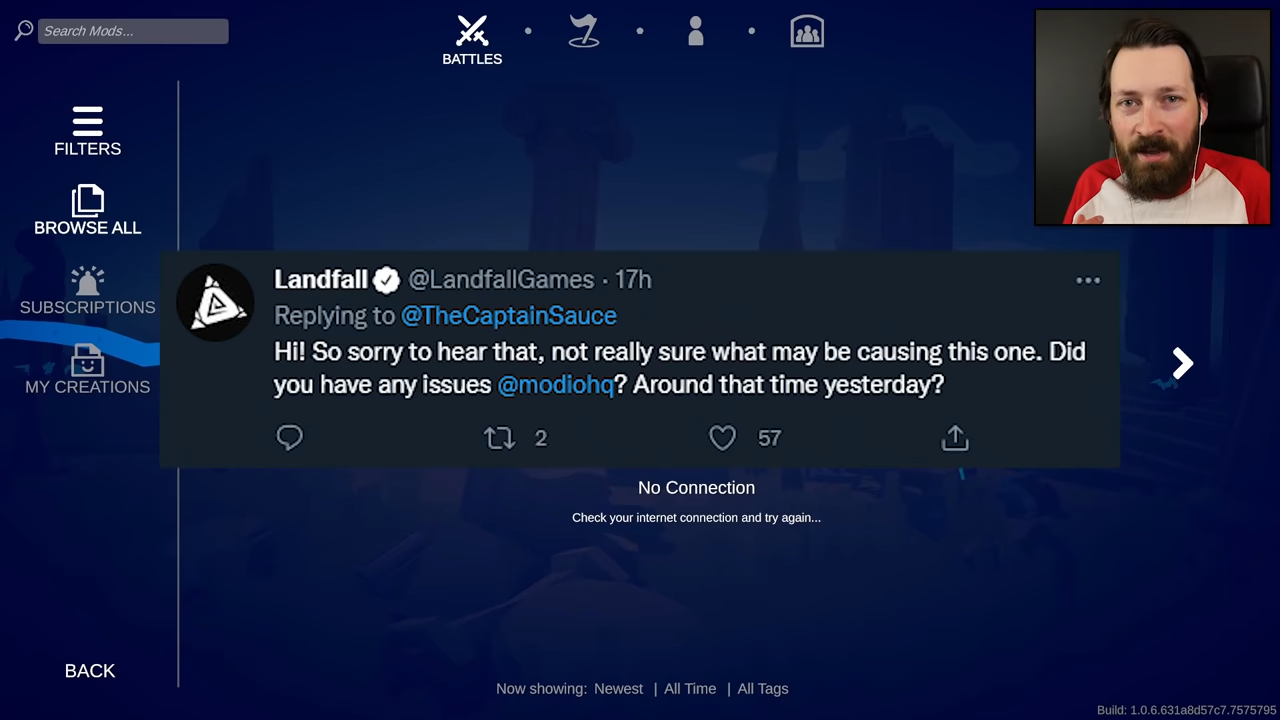 Search Mods...
BATTLES
FILTERS
BROWSE ALL
SUBSCRIPTIONS
MY CREATIONS
Landfall @LandfallGames · 17h
Replying to @TheCaptainSauce
Hi! So sorry to hear that, not really sure what may be causing this one. Did
you have any issues @modiohq? Around that time yesterday?
2 57
No Connection
Check your internet connection and try again...
BACK
Now showing: Newest | All Time | All Tags
Build: 1.0.6.631a8d57c7.7575795